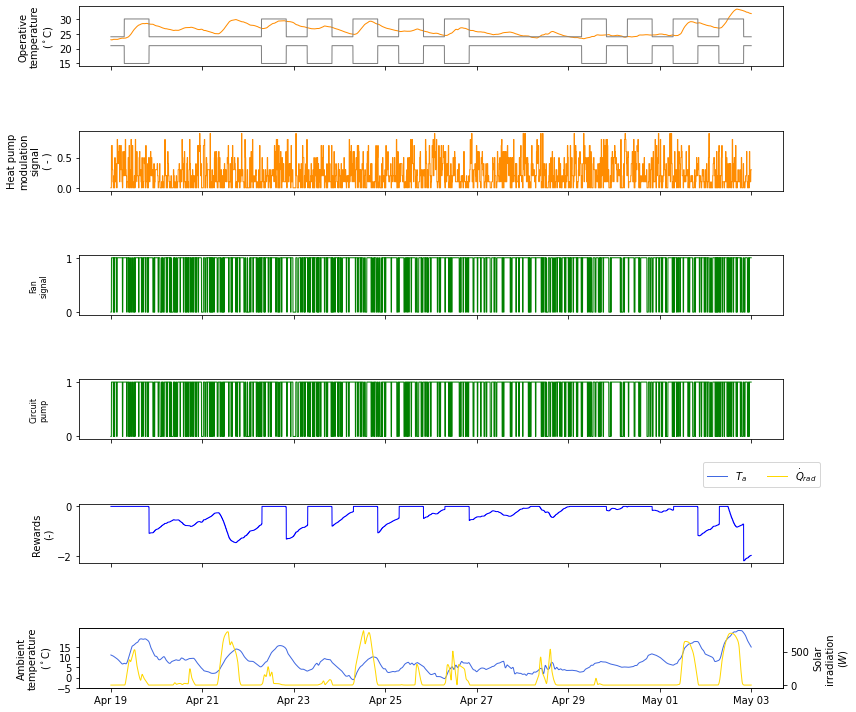 Operative
temperature
(°C)
30
25
20
15
Heat pump
modulation
signal
( - )
0.5
0.0
Fan
signal
1
0
Circuit
pump
1
0
T_a
Q̇_rad
Rewards
(-)
0
−2
Ambient
temperature
(°C)
15
10
5
0
−5
500
0
Solar
irradiation
(W)
Apr 19
Apr 21
Apr 23
Apr 25
Apr 27
Apr 29
May 01
May 03